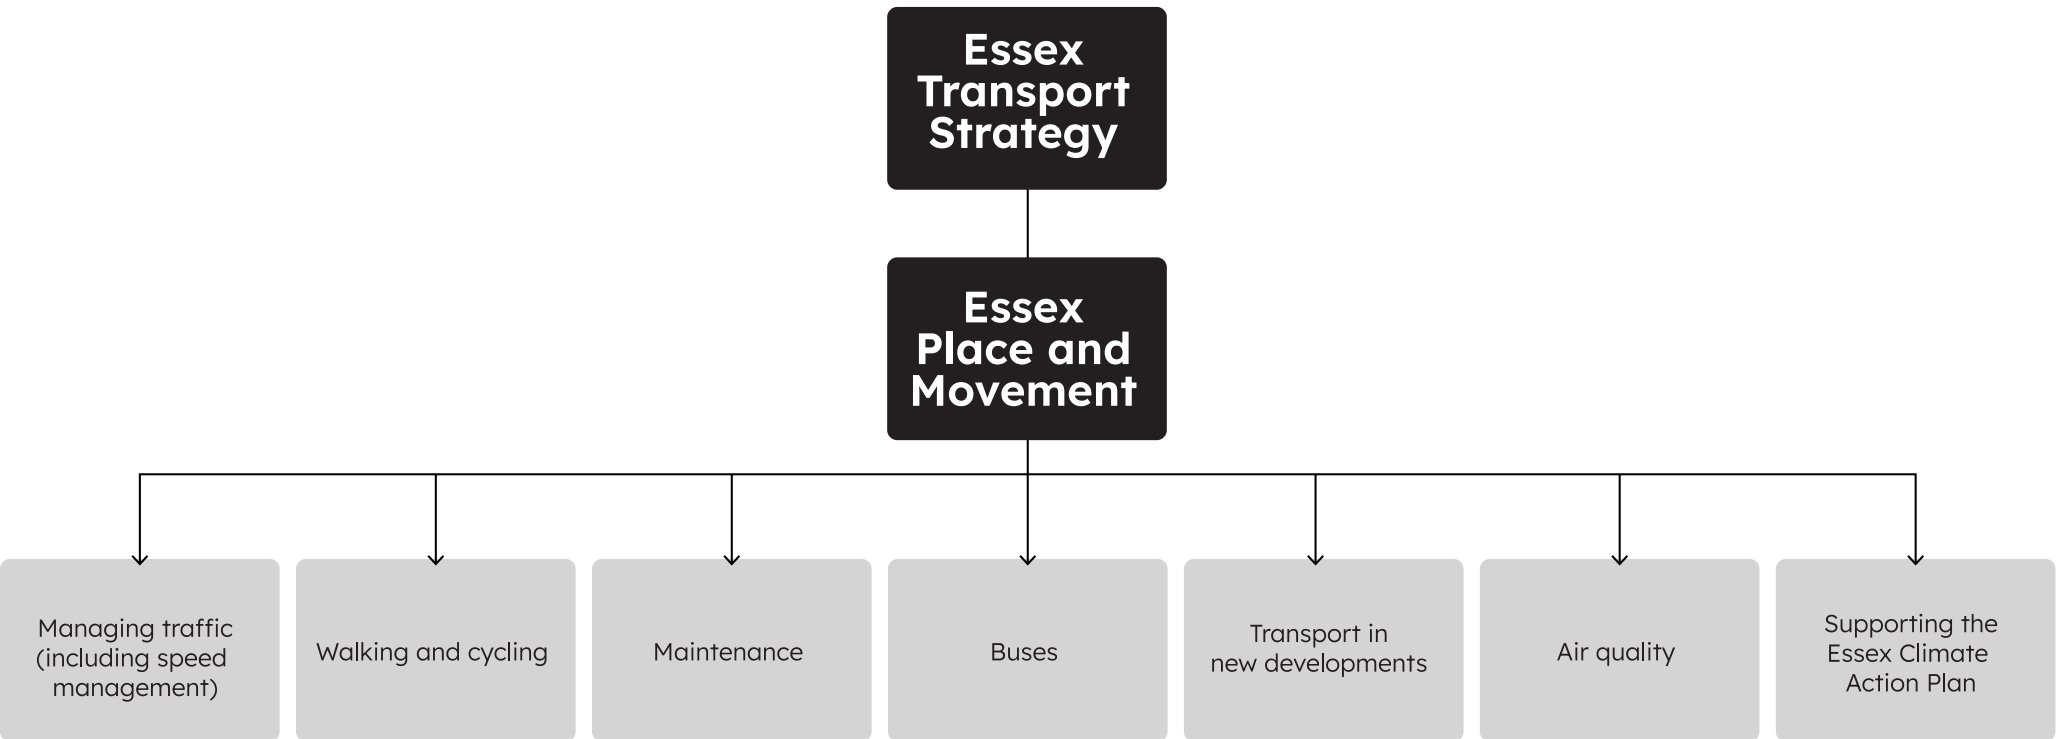 Essex
Transport
Strategy
Essex
Place and
Movement
Managing traffic
(including speed
management)
Walking and cycling
Maintenance
Buses
Transport in
new developments
Air quality
Supporting the
Essex Climate
Action Plan